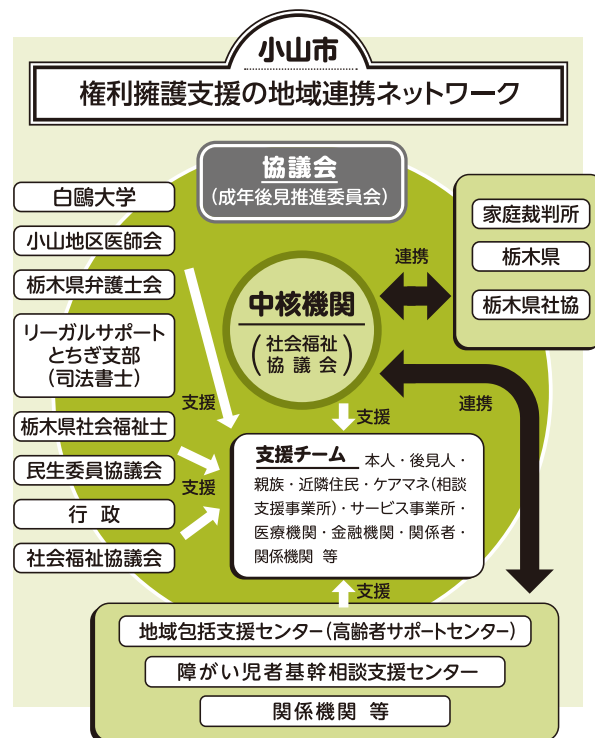 小山市
権利擁護支援の地域連携ネットワーク
協議会
（成年後見推進委員会）
白鷗大学
小山地区医師会
栃木県弁護士会
リーガルサポート
とちぎ支部
（司法書士）
栃木県社会福祉士
民生委員協議会
行 政
社会福祉協議会
家庭裁判所
栃木県
栃木県社協
連携
中核機関
（社会福祉
協 議 会）
連携
支援
支援
支援
支援チーム 本人・後見人・
親族・近隣住民・ケアマネ(相談
支援事業所)・サービス事業所・
医療機関・金融機関・関係者・
関係機関 等
支援
地域包括支援センター（高齢者サポートセンター）
障がい児者基幹相談支援センター
関係機関 等